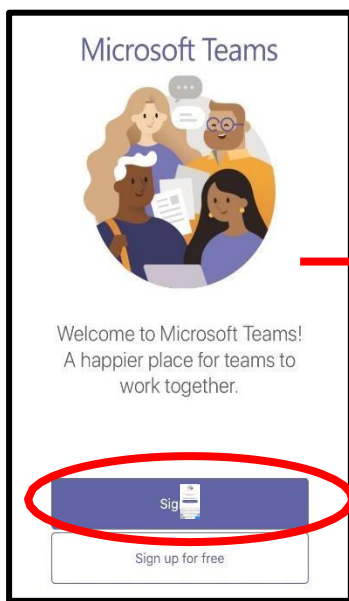 Microsoft Teams
Welcome to Microsoft Teams!
A happier place for teams to
work together.
Sign up for free